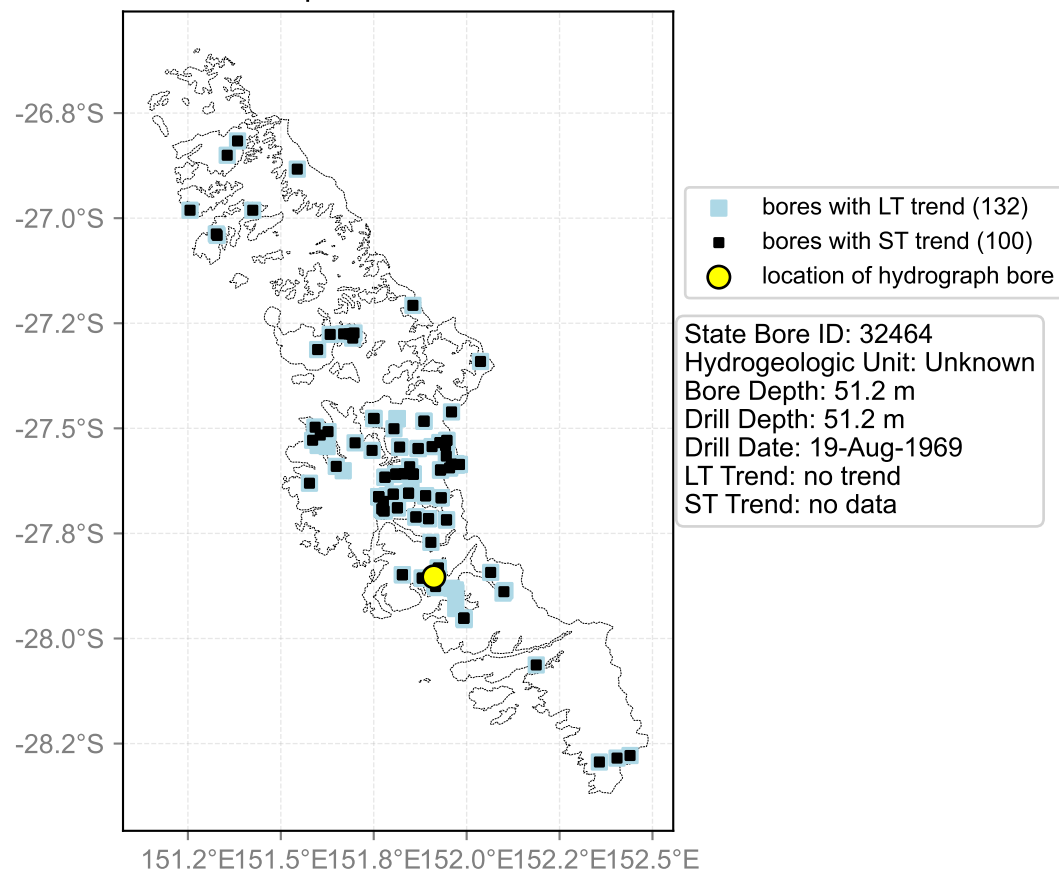 -26.8°S
-27.0°S
-27.2°S
-27.5°S
-27.8°S
-28.0°S
-28.2°S
151.2°E151.5°E151.8°E152.0°E152.2°E152.5°E
bores with LT trend (132)
bores with ST trend (100)
location of hydrograph bore
State Bore ID: 32464
Hydrogeologic Unit: Unknown
Bore Depth: 51.2 m
Drill Depth: 51.2 m
Drill Date: 19-Aug-1969
LT Trend: no trend
ST Trend: no data